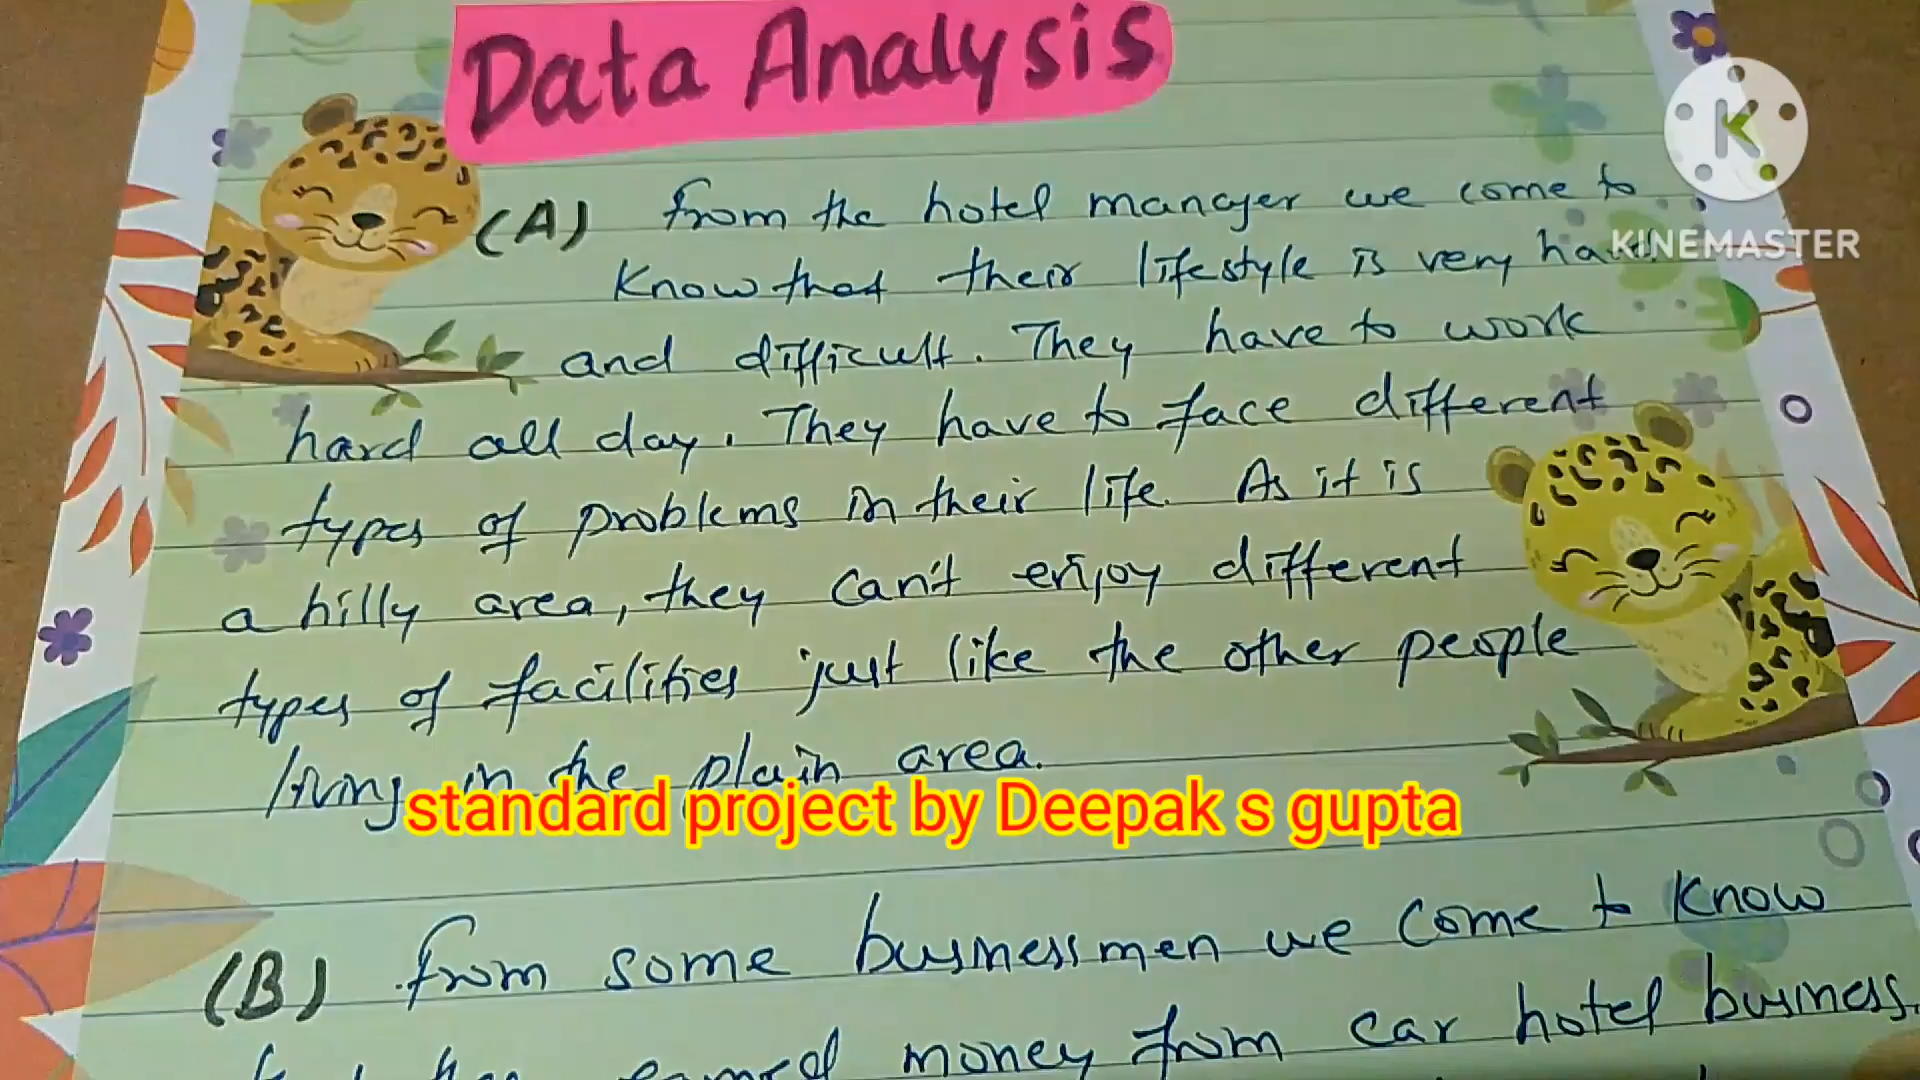 Data Analysis
(A) from the hotel manager we come to
Know that their lifestyle is very hard
and difficult. They have to work
hard all day. They have to face different
types of problems in their life. As it is
a hilly area, they can't enjoy different
types of facilities just like the other people
living in the plain area.
(B) from some businessmen we come to know
money from car hotel business.
K
KINEMASTER
standard project by Deepak s gupta